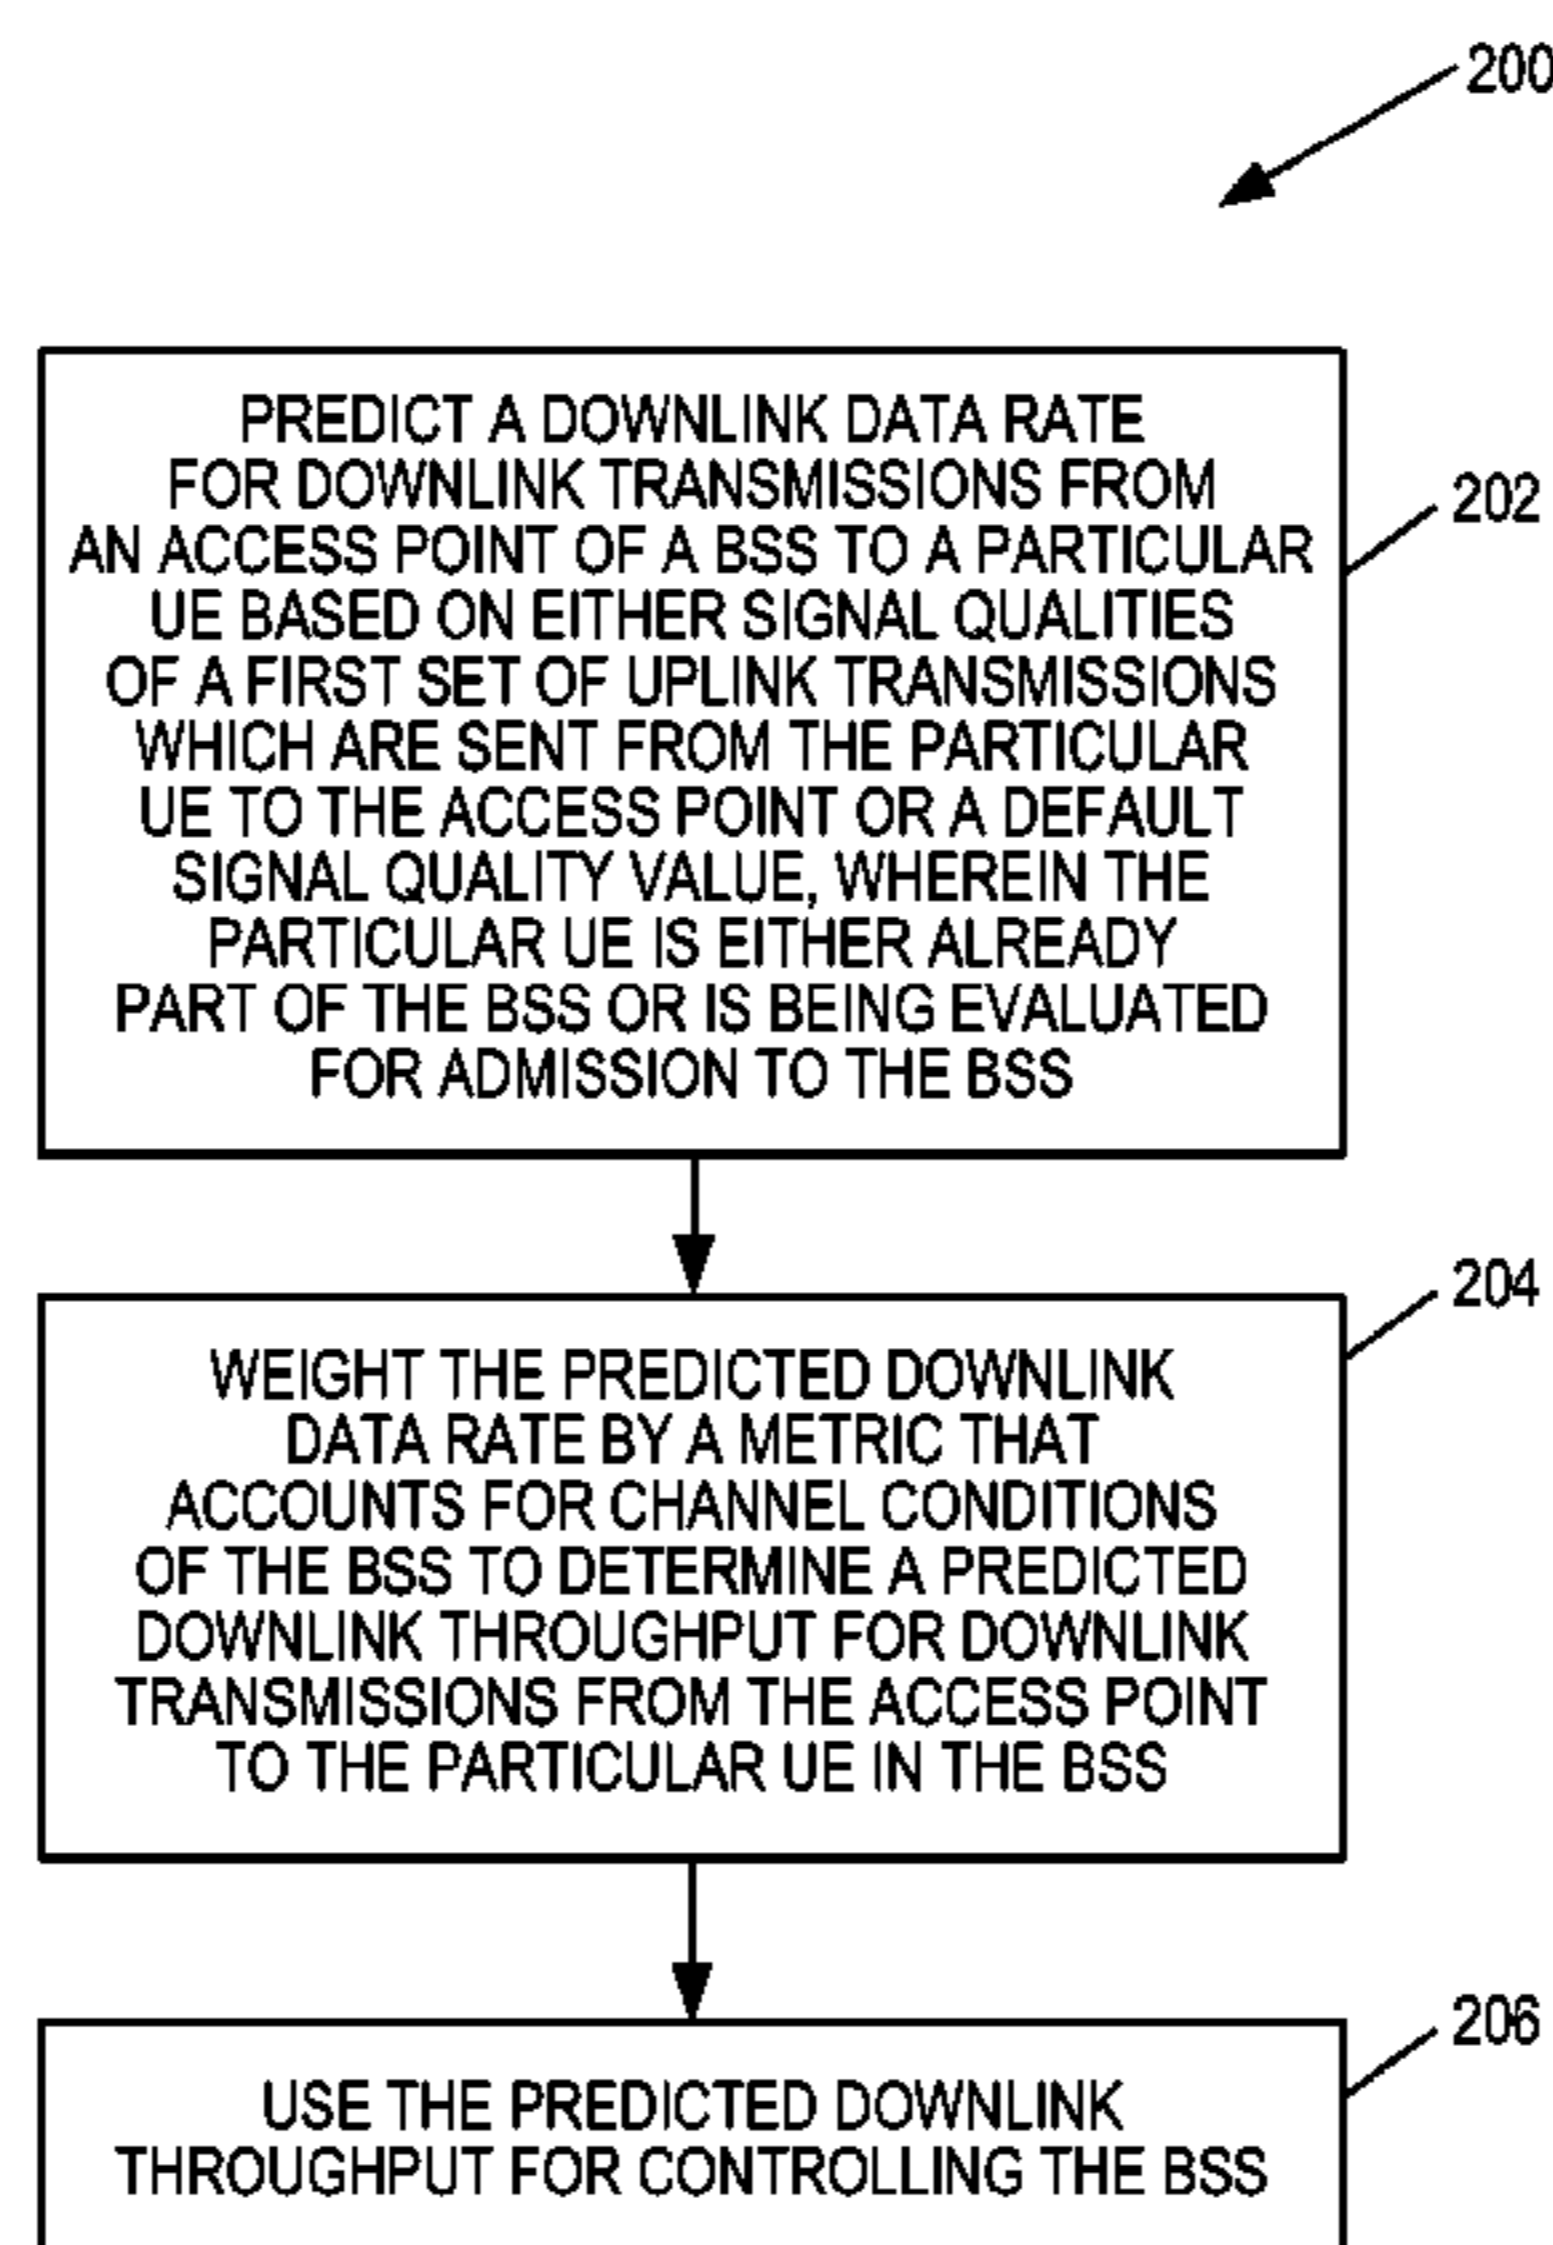 200
PREDICT A DOWNLINK DATA RATE
FOR DOWNLINK TRANSMISSIONS FROM
AN ACCESS POINT OF A BSS TO A PARTICULAR
UE BASED ON EITHER SIGNAL QUALITIES
OF A FIRST SET OF UPLINK TRANSMISSIONS
WHICH ARE SENT FROM THE PARTICULAR
UE TO THE ACCESS POINT OR A DEFAULT
SIGNAL QUALITY VALUE, WHEREIN THE
PARTICULAR UE IS EITHER ALREADY
PART OF THE BSS OR IS BEING EVALUATED
FOR ADMISSION TO THE BSS
202
WEIGHT THE PREDICTED DOWNLINK
DATA RATE BY A METRIC THAT
ACCOUNTS FOR CHANNEL CONDITIONS
OF THE BSS TO DETERMINE A PREDICTED
DOWNLINK THROUGHPUT FOR DOWNLINK
TRANSMISSIONS FROM THE ACCESS POINT
TO THE PARTICULAR UE IN THE BSS
204
USE THE PREDICTED DOWNLINK
THROUGHPUT FOR CONTROLLING THE BSS
206